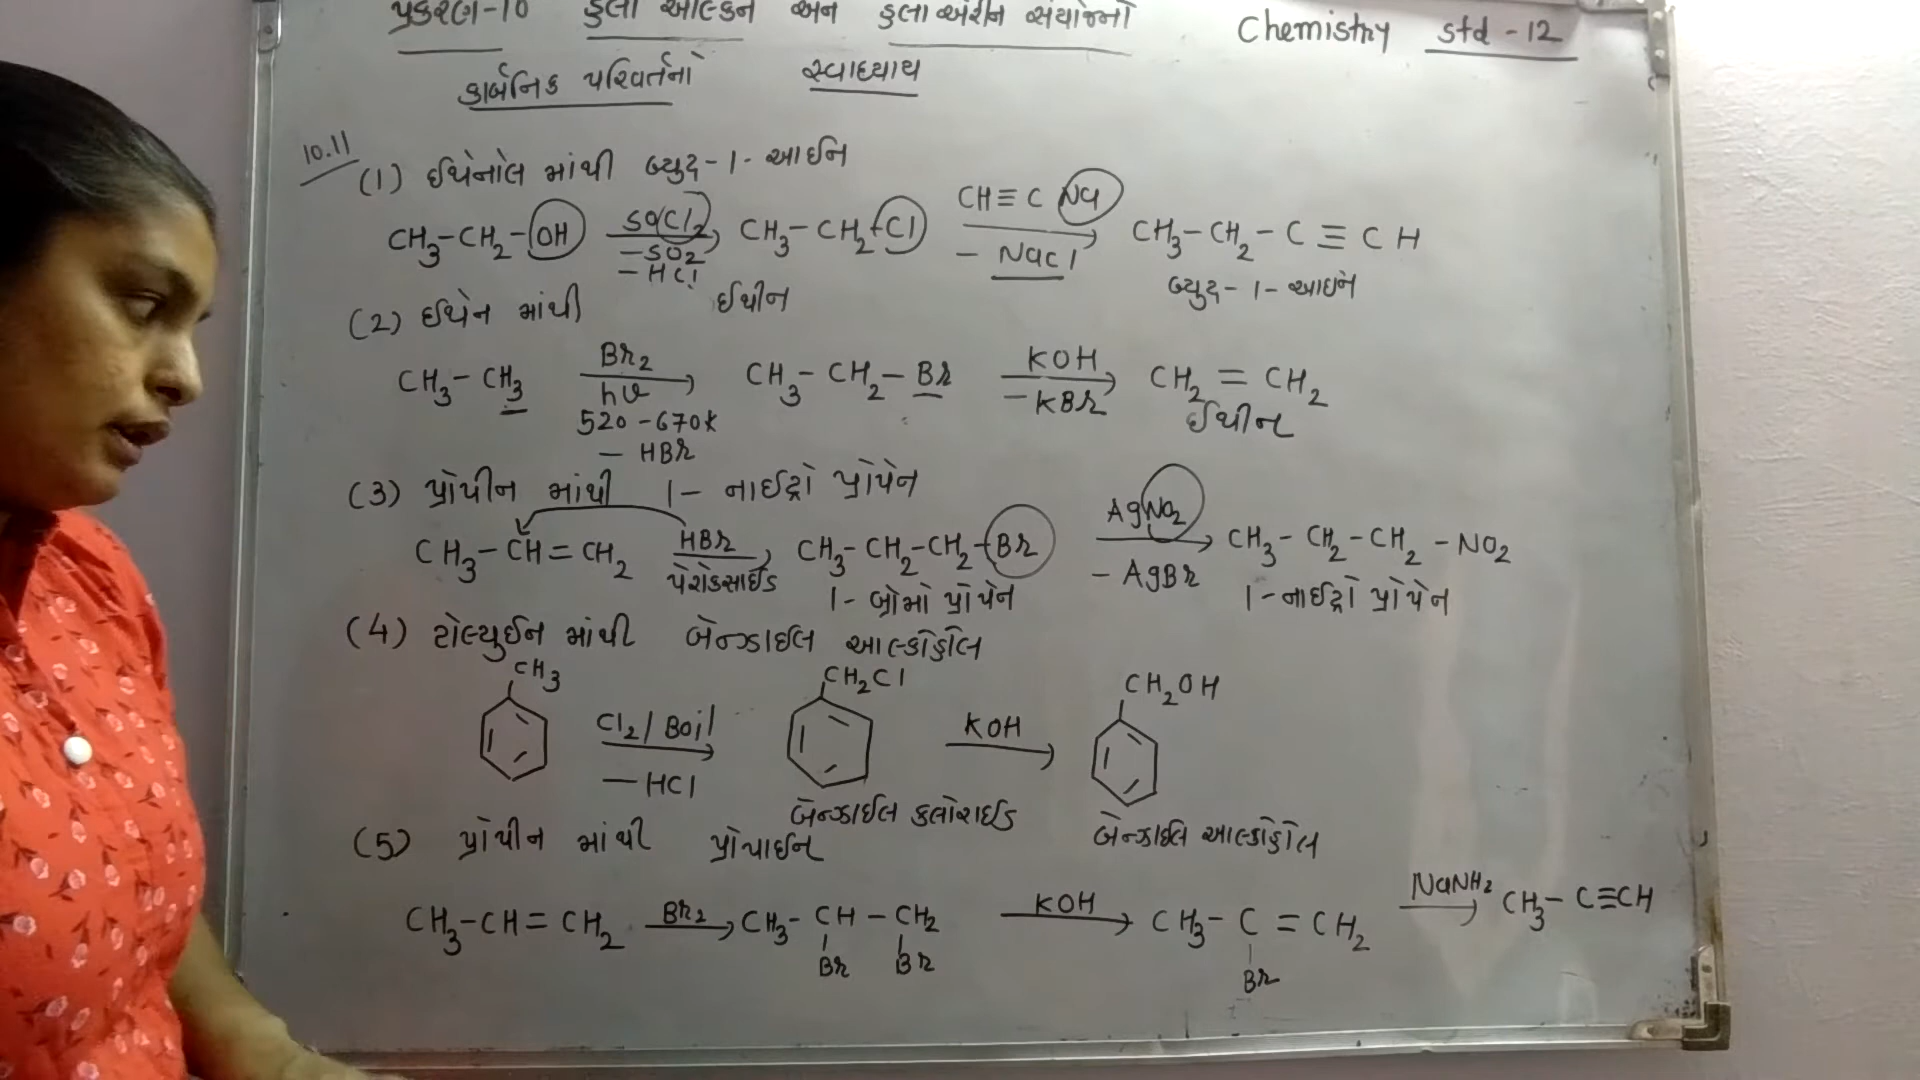 પ્રકરણ-10 હેલો આલ્કેન અને હેલોએરીન સંયોજનો Chemistry std - 12
કાર્બનિક પરિવર્તનો સ્વાધ્યાય
10.11
(1) ઈથેનોલ માંથી બ્યુટ-1-આઈન
CH3-CH2-OH SOCl2 -SO2 -HCl CH3-CH2-Cl CH≡C Na - NaCl CH3-CH2-C≡CH
બ્યુટ-1-આઇન
(2) ઈથેન માંથી ઈથીન
CH3-CH3 Br2 hν 520-670K - HBr CH3-CH2-Br KOH -KBr CH2=CH2
ઈથીન
(3) પ્રોપીન માંથી 1-નાઈટ્રો પ્રોપેન
CH3-CH=CH2 HBr પેરોક્સાઈડ CH3-CH2-CH2-Br AgNO2 - AgBr CH3-CH2-CH2-NO2
1-બ્રોમો પ્રોપેન 1-નાઈટ્રો પ્રોપેન
(4) ટોલ્યુઈન માંથી બેન્ઝાઈલ આલ્કોહોલ
CH3 Cl2/Boil -HCl CH2Cl KOH CH2OH
બેન્ઝાઈલ ક્લોરાઈડ બેન્ઝાઈલ આલ્કોહોલ
(5) પ્રોપીન માંથી પ્રોપાઈન
CH3-CH=CH2 Br2 CH3-CH-CH2 KOH CH3-C=CH2 NaNH2 CH3-C≡CH
Br Br Br